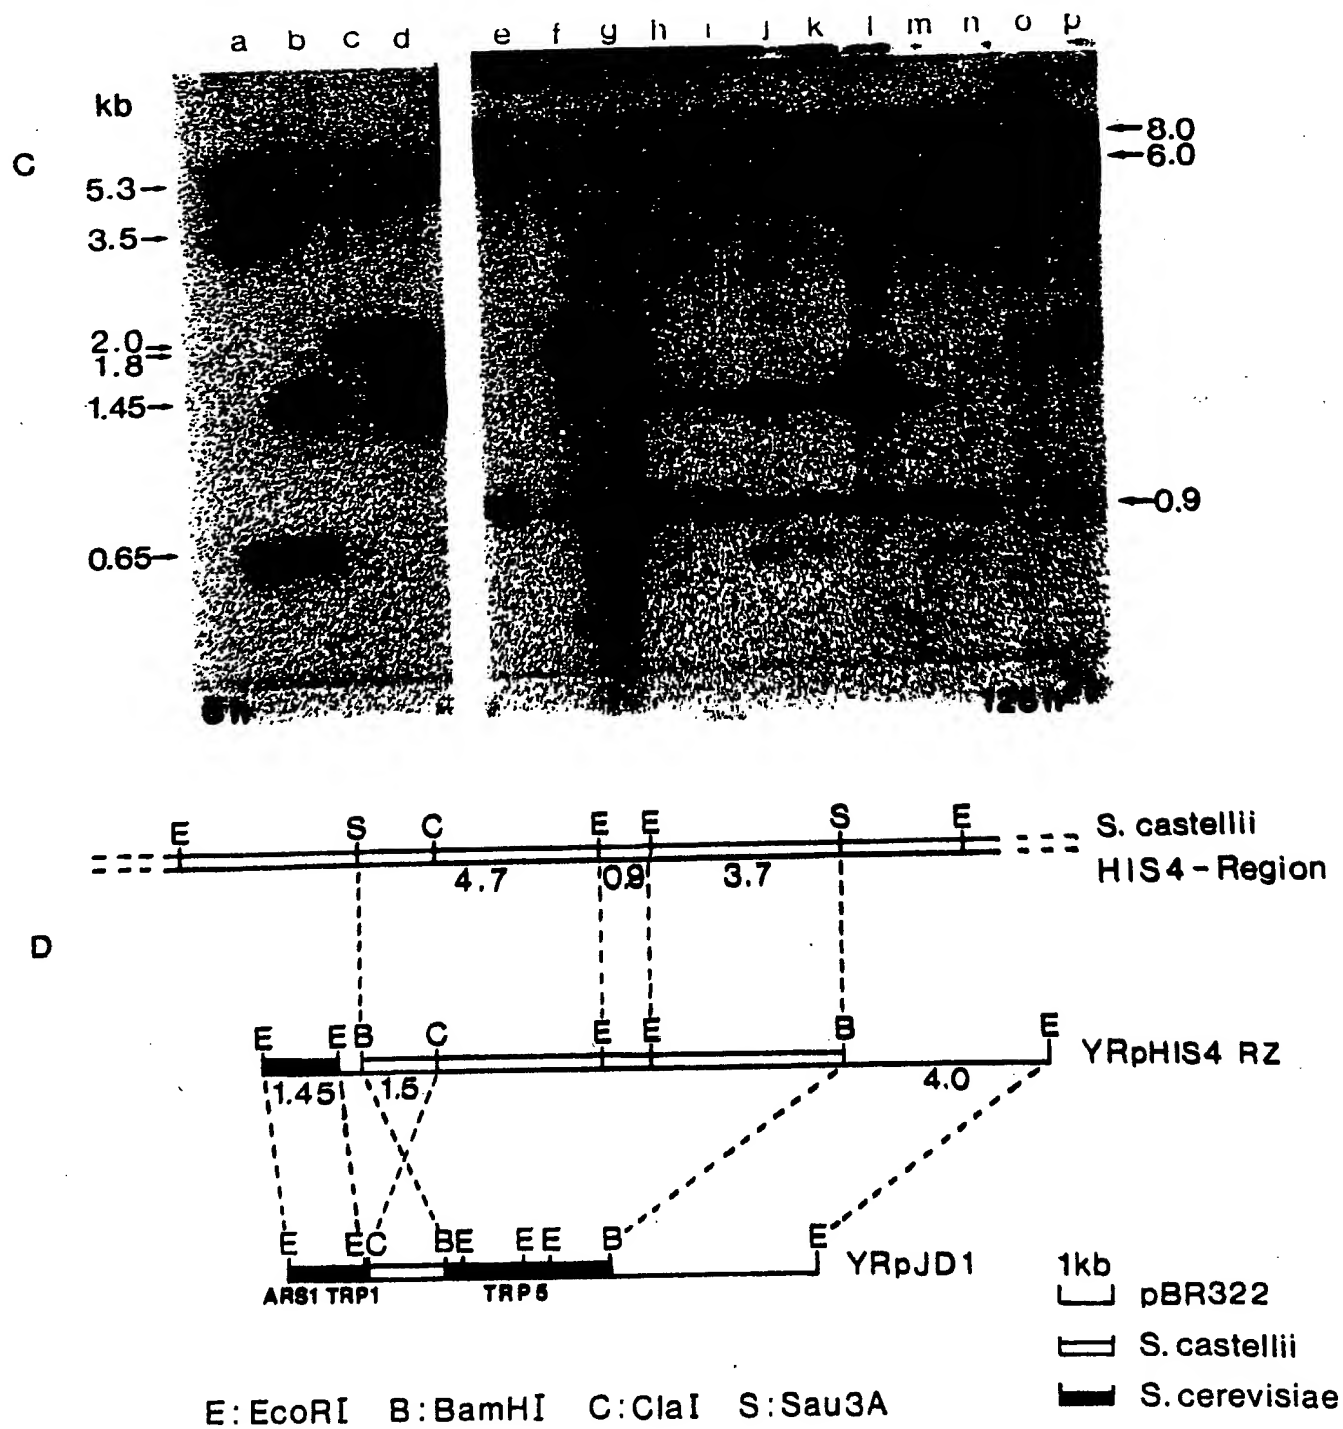 a b c d e f g h i j k l m n o p
kb
C
8.0
6.0
5.3
3.5
2.0
1.8
1.45
0.9
0.65
6h
126h
E S C E E S E
S. castellii
4.7 0.9 3.7
HIS4-Region
D
E E B C E E B E
YRpHIS4 RZ
1.45 1.5 4.0
E E C B E E E B E
YRpJD1
ARS1 TRP1 TRP5
1kb
pBR322
S. castellii
S. cerevisiae
E: EcoRI B: BamHI C: ClaI S: Sau3A